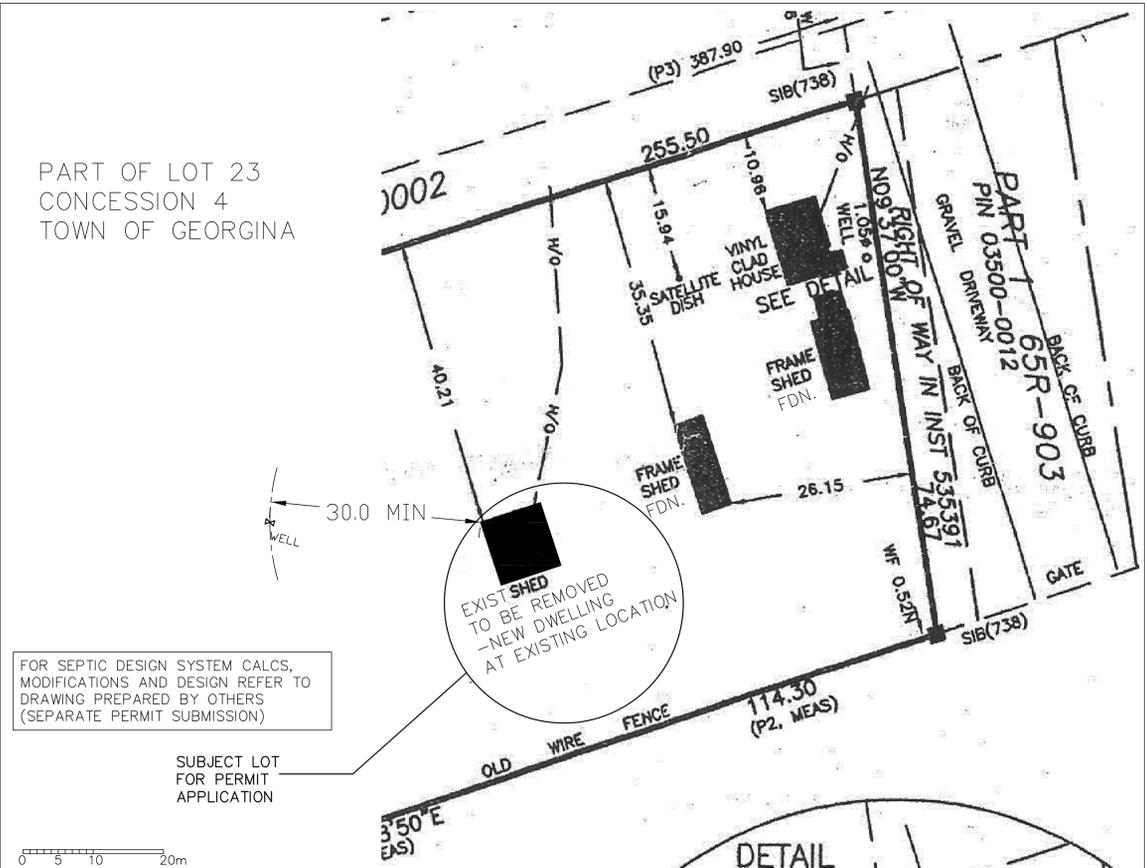 PART OF LOT 23
CONCESSION 4
TOWN OF GEORGINA
(P3) 387.90
SIB(738)
255.50
0002
H/O
10.96
15.94
H/O
35.35
40.21
H/O
VINYL
CLAD
HOUSE
SATELLITE
DISH
SEE DETAIL
WELL
1.05
N09 37'00"W
RIGHT OF WAY IN INST 535391
74.67
GRAVEL DRIVEWAY
PART 1
PIN 03500-0012
65R-903
BACK OF CURB
BACK OF CURB
FRAME
SHED
FDN.
FRAME
SHED
FDN.
26.15
30.0 MIN
WELL
EXIST SHED
TO BE REMOVED
-NEW DWELLING
AT EXISTING LOCATION
WF 0.52N
GATE
SIB(738)
FOR SEPTIC DESIGN SYSTEM CALCS,
MODIFICATIONS AND DESIGN REFER TO
DRAWING PREPARED BY OTHERS
(SEPARATE PERMIT SUBMISSION)
114.30
(P2, MEAS)
OLD WIRE FENCE
SUBJECT LOT
FOR PERMIT
APPLICATION
3'50"E
EAS)
0 5 10 20m
DETAIL